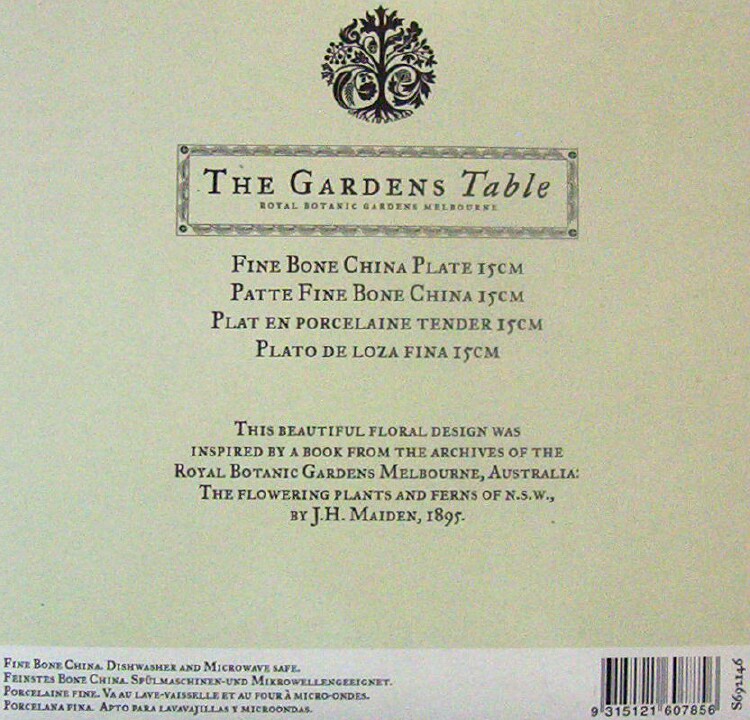 THE GARDENS Table
ROYAL BOTANIC GARDENS MELBOURNE
FINE BONE CHINA PLATE 15CM
PATTE FINE BONE CHINA 15CM
PLAT EN PORCELAINE TENDER 15CM
PLATO DE LOZA FINA 15CM
THIS BEAUTIFUL FLORAL DESIGN WAS
INSPIRED BY A BOOK FROM THE ARCHIVES OF THE
ROYAL BOTANIC GARDENS MELBOURNE, AUSTRALIA:
THE FLOWERING PLANTS AND FERNS OF N.S.W.,
BY J.H. MAIDEN, 1895.
FINE BONE CHINA. DISHWASHER AND MICROWAVE SAFE.
FEINSTES BONE CHINA. SPÜLMASCHINEN-UND MIKROWELLENGEEIGNET.
PORCELAINE FINE. VA AU LAVE-VAISSELLE ET AU FOUR À MICRO-ONDES.
PORCELANA FINA. APTO PARA LAVAVAJILLAS Y MICROONDAS.
9 315121 607856
S692146